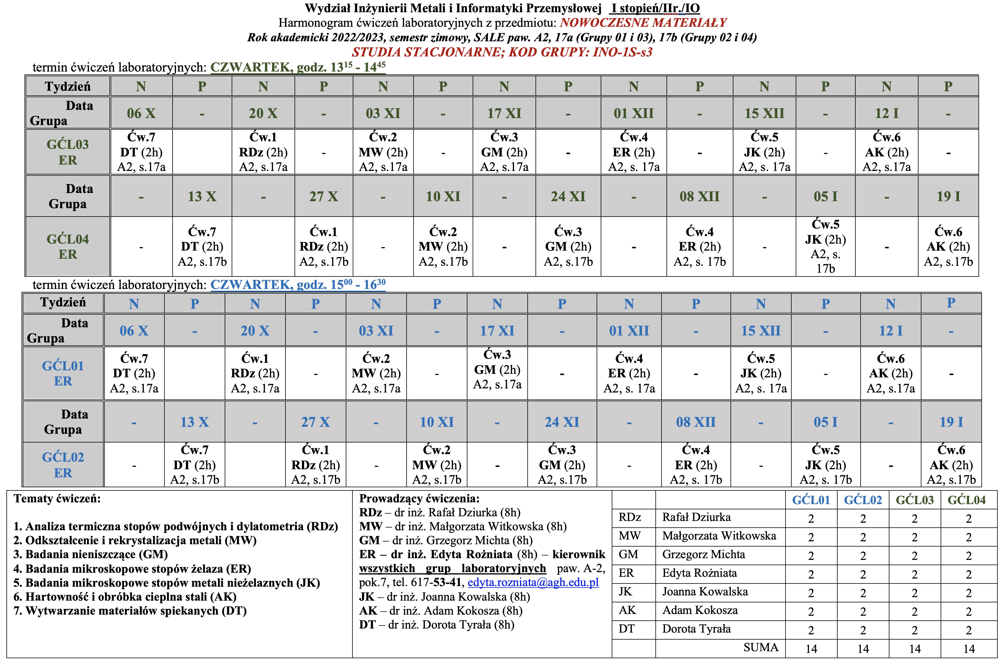 Wydział Inżynierii Metali i Informatyki Przemysłowej I stopień/IIr./IO
Harmonogram ćwiczeń laboratoryjnych z przedmiotu: NOWOCZESNE MATERIAŁY
Rok akademicki 2022/2023, semestr zimowy, SALE paw. A2, 17a (Grupy 01 i 03), 17b (Grupy 02 i 04)
STUDIA STACJONARNE; KOD GRUPY: INO-1S-s3
termin ćwiczeń laboratoryjnych: CZWARTEK, godz. 13¹⁵ - 14⁴⁵
Tydzień N P N P N P N P N P N P N P
Data
Grupa
06 X - 20 X - 03 XI - 17 XI - 01 XII - 15 XII - 12 I -
GĆL03
ER
Ćw.7 Ćw.1 Ćw.2 Ćw.3 Ćw.4 Ćw.5 Ćw.6
DT (2h) RDz (2h) - MW (2h) - GM (2h) - ER (2h) - JK (2h) - AK (2h) -
A2, s.17a A2, s.17a A2, s.17a A2, s.17a A2, s. 17a A2, s. 17a A2, s.17a
Data
Grupa
- 13 X - 27 X - 10 XI - 24 XI - 08 XII - 05 I - 19 I
GĆL04
ER
Ćw.7 Ćw.1 Ćw.2 Ćw.3 Ćw.4 Ćw.5 Ćw.6
- DT (2h) RDz (2h) - MW (2h) - GM (2h) - ER (2h) - JK (2h) - AK (2h)
A2, s.17b A2, s.17b A2, s.17b A2, s.17b A2, s. 17b A2, s. A2, s.17b
17b
termin ćwiczeń laboratoryjnych: CZWARTEK, godz. 15⁰⁰ - 16³⁰
Tydzień N P N P N P N P N P N P N P
Data
Grupa
06 X - 20 X - 03 XI - 17 XI - 01 XII - 15 XII - 12 I -
GĆL01
ER
Ćw.7 Ćw.1 Ćw.2 Ćw.3 Ćw.4 Ćw.5 Ćw.6
DT (2h) RDz (2h) - MW (2h) - GM (2h) - ER (2h) - JK (2h) - AK (2h) -
A2, s.17a A2, s.17a A2, s.17a A2, s.17a A2, s. 17a A2, s. 17a A2, s.17a
Data
Grupa
- 13 X - 27 X - 10 XI - 24 XI - 08 XII - 05 I - 19 I
GĆL02
ER
Ćw.7 Ćw.1 Ćw.2 Ćw.3 Ćw.4 Ćw.5 Ćw.6
- DT (2h) RDz (2h) - MW (2h) - GM (2h) - ER (2h) - JK (2h) - AK (2h)
A2, s.17b A2, s.17b A2, s.17b A2, s.17b A2, s. 17b A2, s. 17b A2, s.17b
Tematy ćwiczeń:
1. Analiza termiczna stopów podwójnych i dylatometria (RDz)
2. Odkształcenie i rekrystalizacja metali (MW)
3. Badania nieniszczące (GM)
4. Badania mikroskopowe stopów żelaza (ER)
5. Badania mikroskopowe stopów metali nieżelaznych (JK)
6. Hartowność i obróbka cieplna stali (AK)
7. Wytwarzanie materiałów spiekanych (DT)
Prowadzący ćwiczenia:
RDz – dr inż. Rafał Dziurka (8h)
MW – dr inż. Małgorzata Witkowska (8h)
GM – dr inż. Grzegorz Michta (8h)
ER – dr inż. Edyta Rożniata (8h) – kierownik
wszystkich grup laboratoryjnych paw. A-2,
pok.7, tel. 617-53-41, edyta.rozniata@agh.edu.pl
JK – dr inż. Joanna Kowalska (8h)
AK – dr inż. Adam Kokosza (8h)
DT – dr inż. Dorota Tyrała (8h)
GĆL01 GĆL02 GĆL03 GĆL04
RDz Rafał Dziurka 2 2 2 2
MW Małgorzata Witkowska 2 2 2 2
GM Grzegorz Michta 2 2 2 2
ER Edyta Rożniata 2 2 2 2
JK Joanna Kowalska 2 2 2 2
AK Adam Kokosza 2 2 2 2
DT Dorota Tyrała 2 2 2 2
SUMA 14 14 14 14